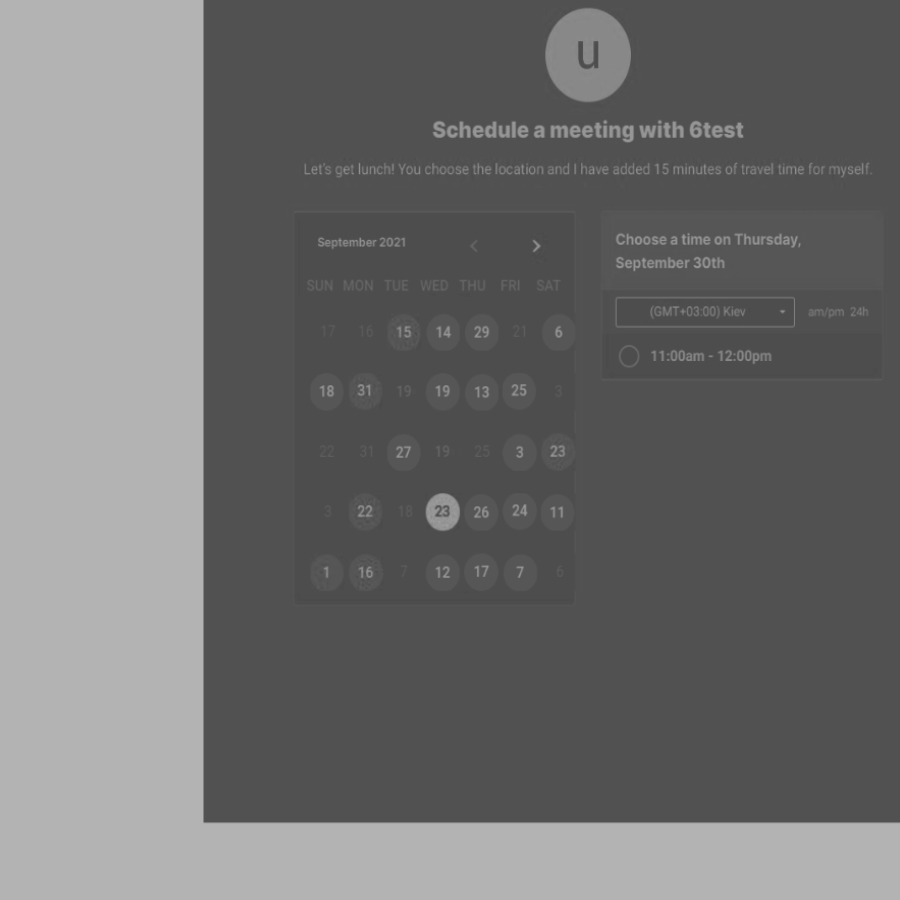 u
Schedule a meeting with 6test
Let's get lunch! You choose the location and I have added 15 minutes of travel time for myself.
September 2021
SUN MON TUE WED THU FRI SAT
17 16 15 14 29 21 6
18 31 19 19 13 25 3
22 31 27 19 25 3 23
3 22 18 23 26 24 11
1 16 7 12 17 7 6
Choose a time on Thursday,
September 30th
(GMT+03:00) Kiev am/pm 24h
11:00am - 12:00pm